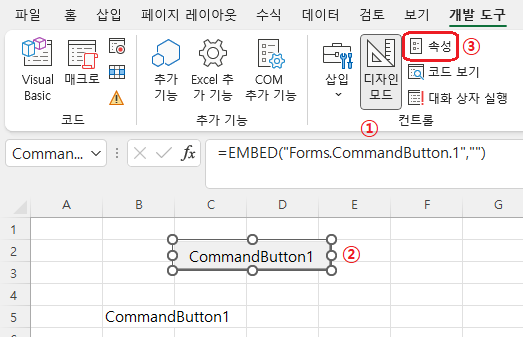 파일 홈 삽입 페이지 레이아웃 수식 데이터 검토 보기 개발 도구
Visual Basic
매크로
코드
추가 기능
Excel 추가 기능
COM 추가 기능
추가 기능
삽입
디자인 모드
①
속성 ③
코드 보기
대화 상자 실행
컨트롤
Comman... fx =EMBED("Forms.CommandButton.1","")
A B C D E F G
1
2 CommandButton1 ②
3
4
5 CommandButton1